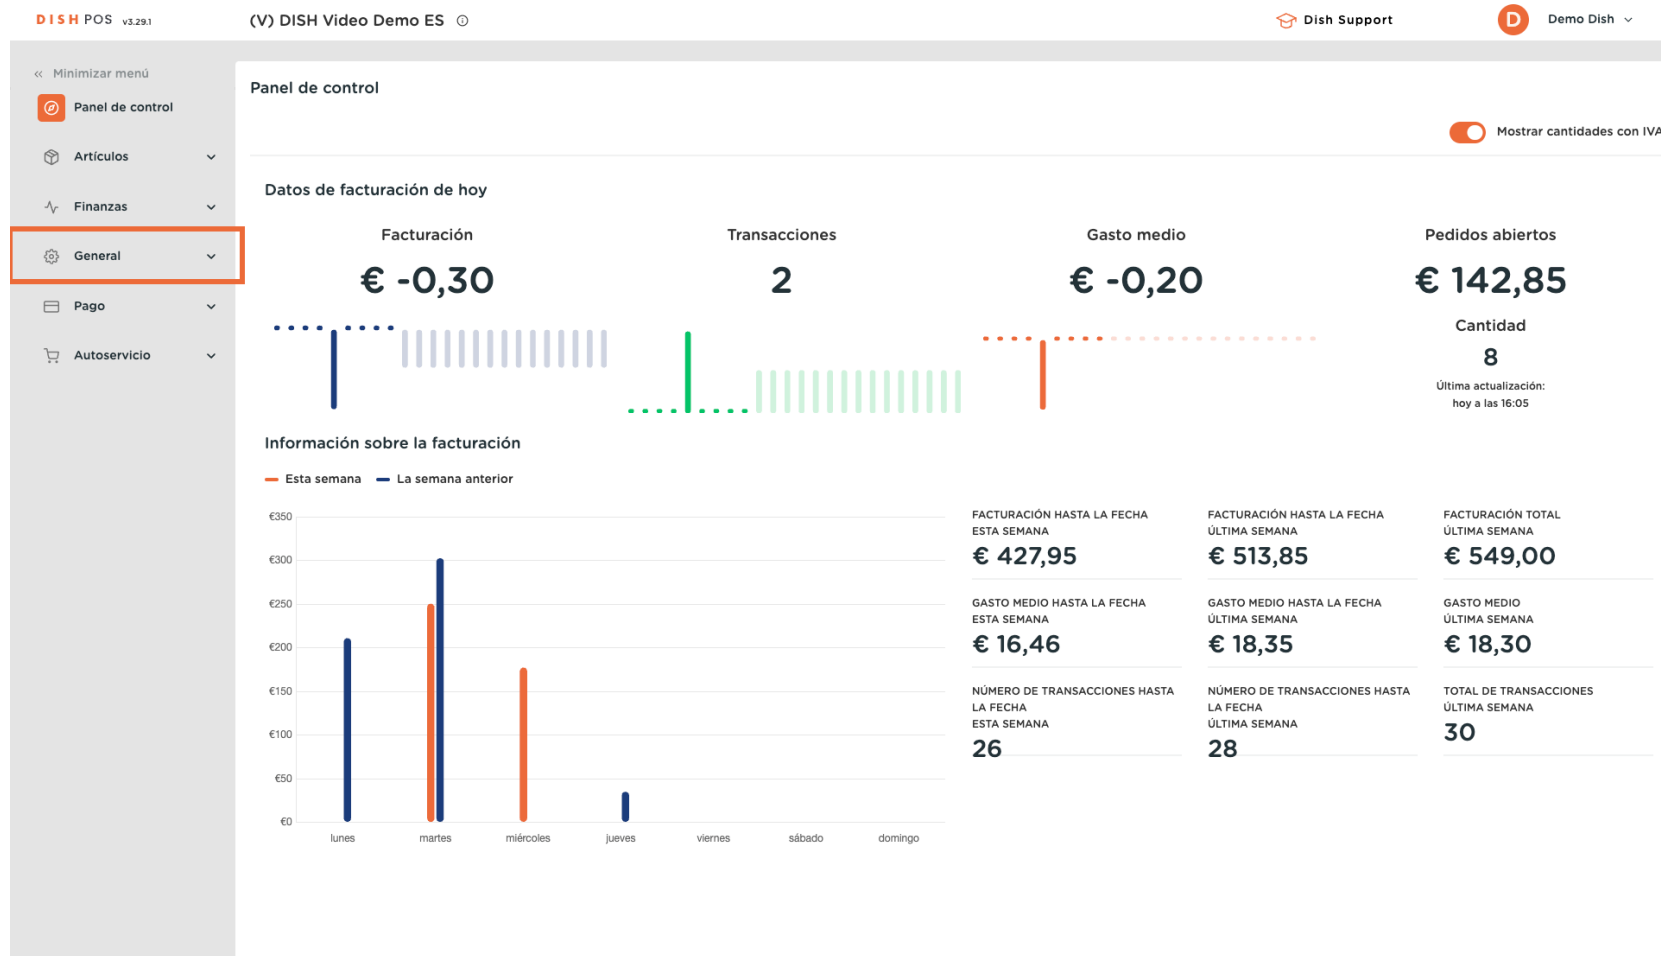 DISH POS v3.29.1
(V) DISH Video Demo ES
Dish Support
D
Demo Dish
Minimizar menú
Panel de control
Artículos
Finanzas
General
Pago
Autoservicio
Panel de control
Mostrar cantidades con IVA
Datos de facturación de hoy
Facturación
€ -0,30
Transacciones
2
Gasto medio
€ -0,20
Pedidos abiertos
€ 142,85
Cantidad
8
Última actualización:
hoy a las 16:05
Información sobre la facturación
Esta semana
La semana anterior
€350
€300
€250
€200
€150
€100
€50
€0
lunes
martes
miércoles
jueves
viernes
sábado
domingo
FACTURACIÓN HASTA LA FECHA
ESTA SEMANA
€ 427,95
FACTURACIÓN HASTA LA FECHA
ÚLTIMA SEMANA
€ 513,85
FACTURACIÓN TOTAL
ÚLTIMA SEMANA
€ 549,00
GASTO MEDIO HASTA LA FECHA
ESTA SEMANA
€ 16,46
GASTO MEDIO HASTA LA FECHA
ÚLTIMA SEMANA
€ 18,35
GASTO MEDIO
ÚLTIMA SEMANA
€ 18,30
NÚMERO DE TRANSACCIONES HASTA
LA FECHA
ESTA SEMANA
26
NÚMERO DE TRANSACCIONES HASTA
LA FECHA
ÚLTIMA SEMANA
28
TOTAL DE TRANSACCIONES
ÚLTIMA SEMANA
30